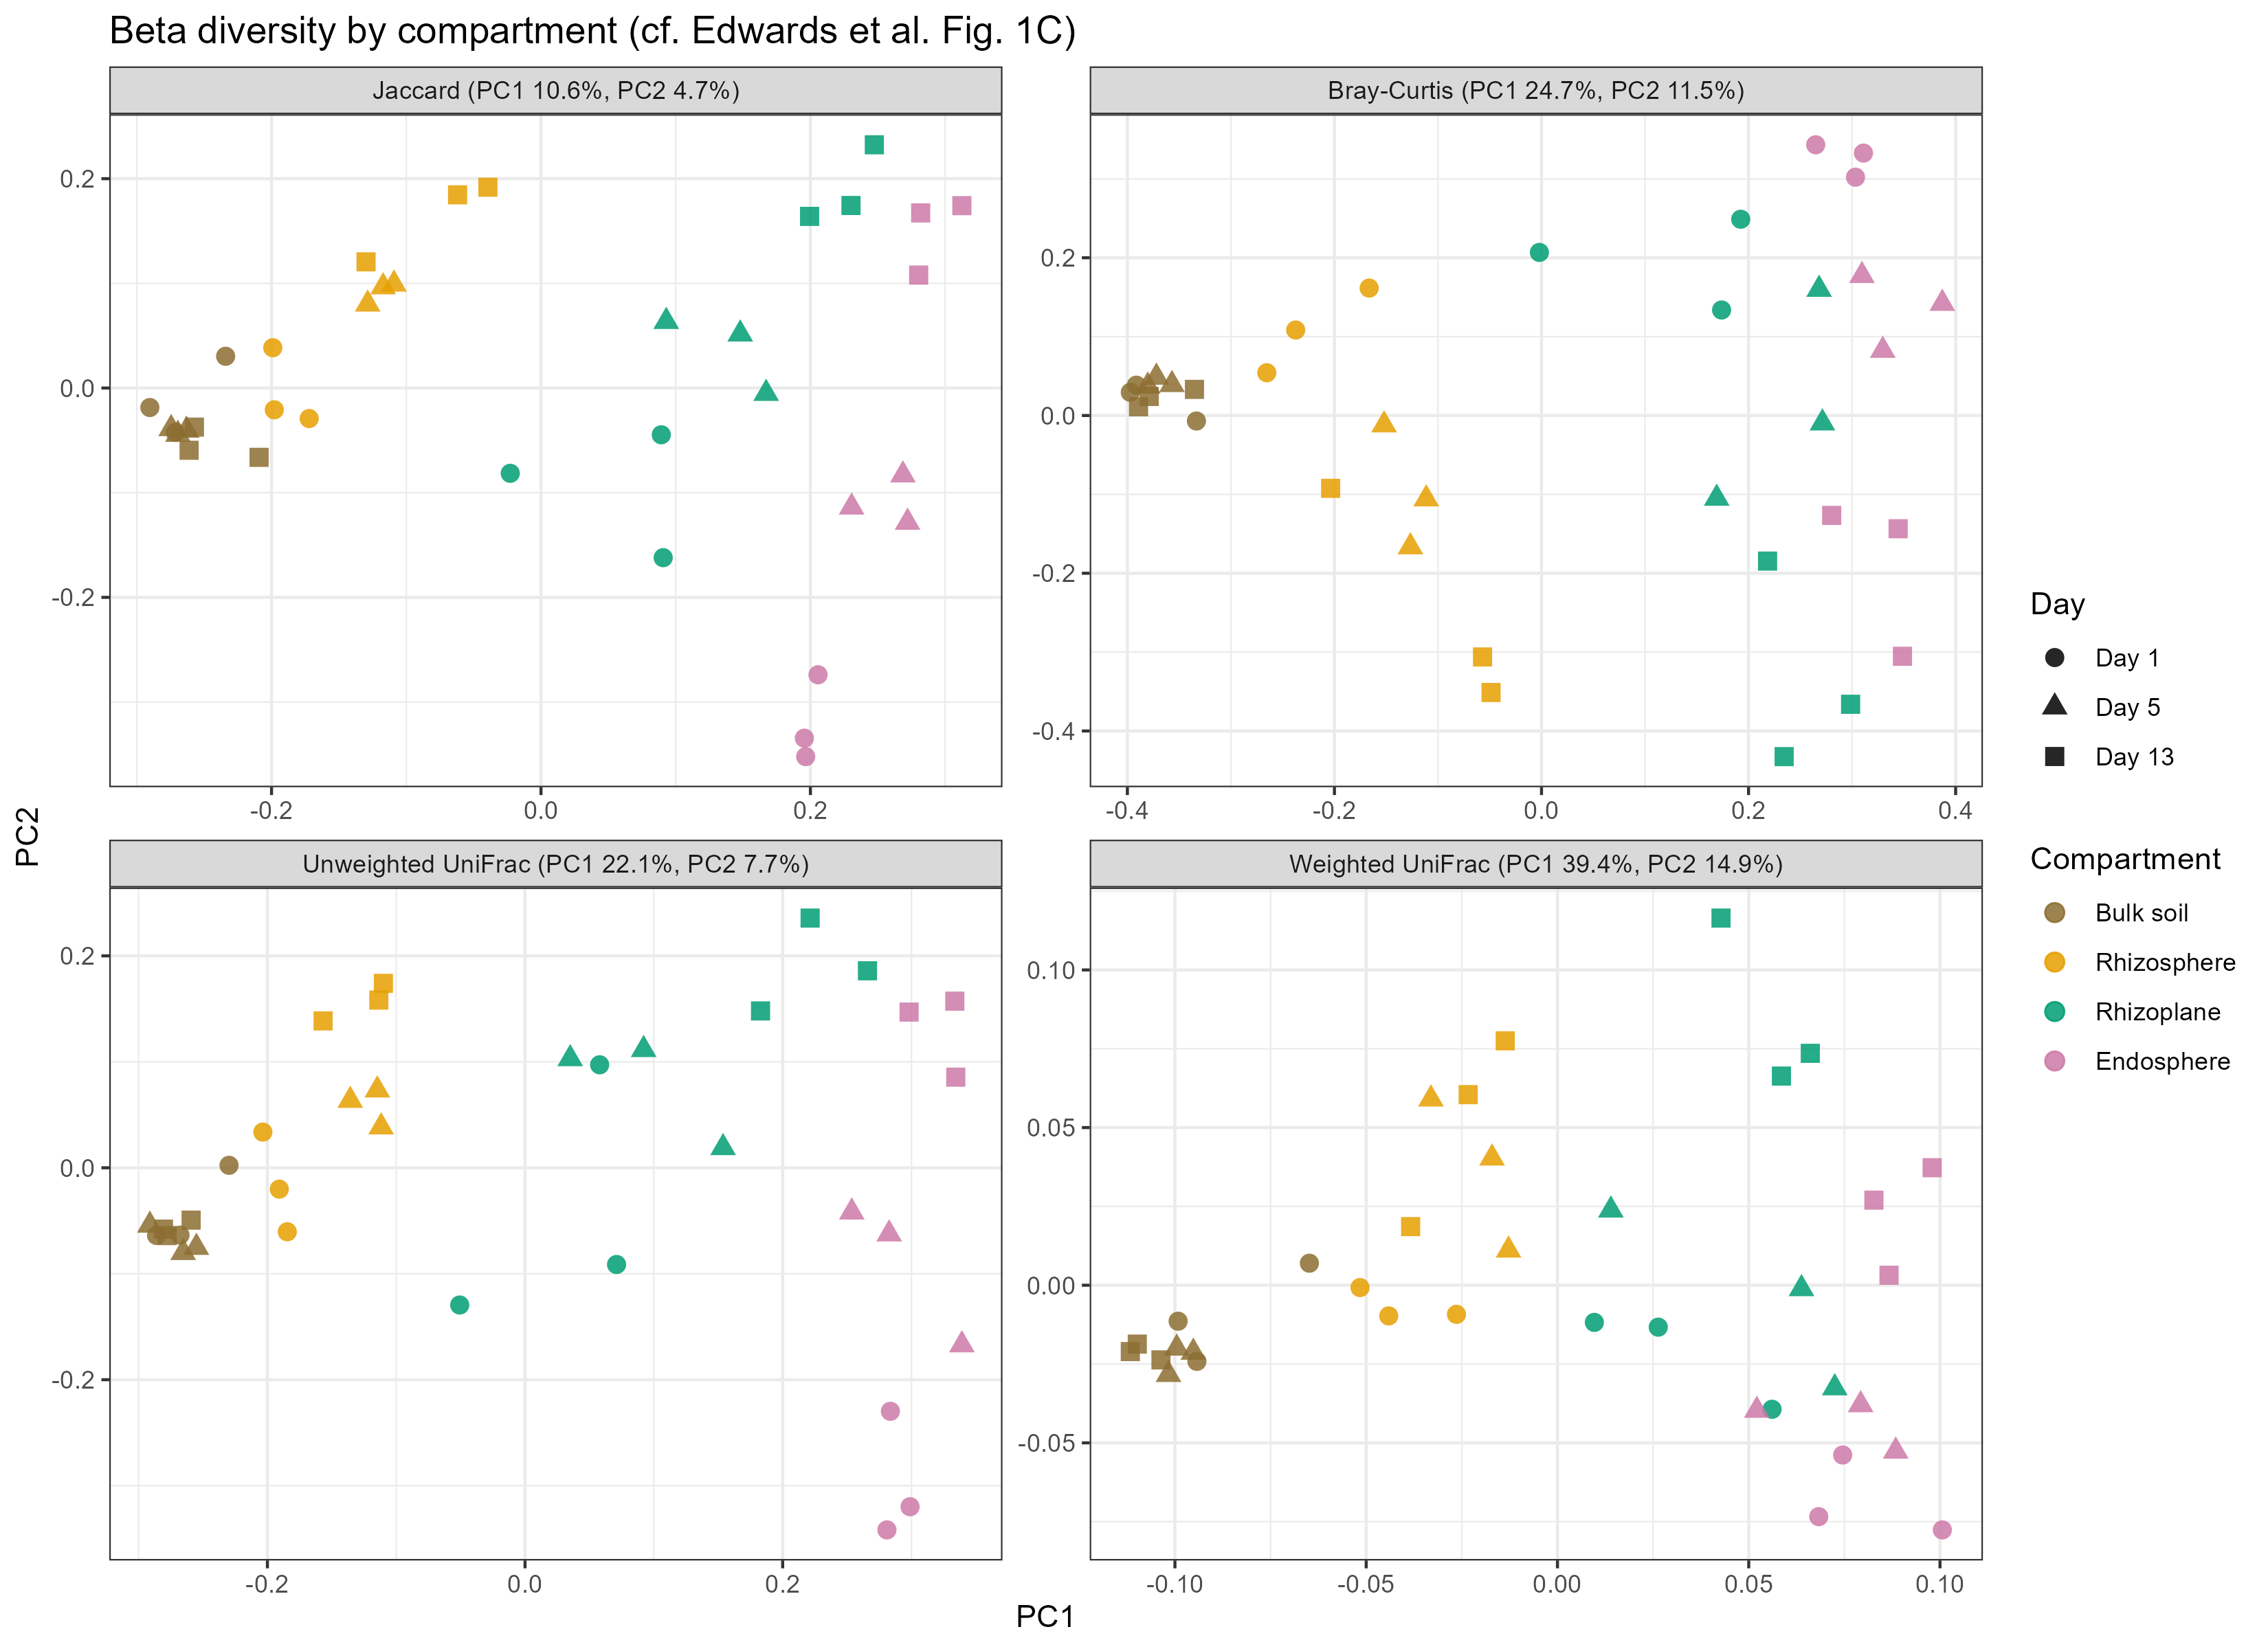 Beta diversity by compartment (cf. Edwards et al. Fig. 1C)
Jaccard (PC1 10.6%, PC2 4.7%)
Bray-Curtis (PC1 24.7%, PC2 11.5%)
0.2
0.0
-0.2
-0.2
0.0
0.2
0.2
0.0
-0.2
-0.4
-0.4
-0.2
0.0
0.2
0.4
Unweighted UniFrac (PC1 22.1%, PC2 7.7%)
Weighted UniFrac (PC1 39.4%, PC2 14.9%)
0.2
0.0
-0.2
-0.2
0.0
0.2
0.10
0.05
0.00
-0.05
-0.10
-0.05
0.00
0.05
0.10
PC2
PC1
Day
Day 1
Day 5
Day 13
Compartment
Bulk soil
Rhizosphere
Rhizoplane
Endosphere